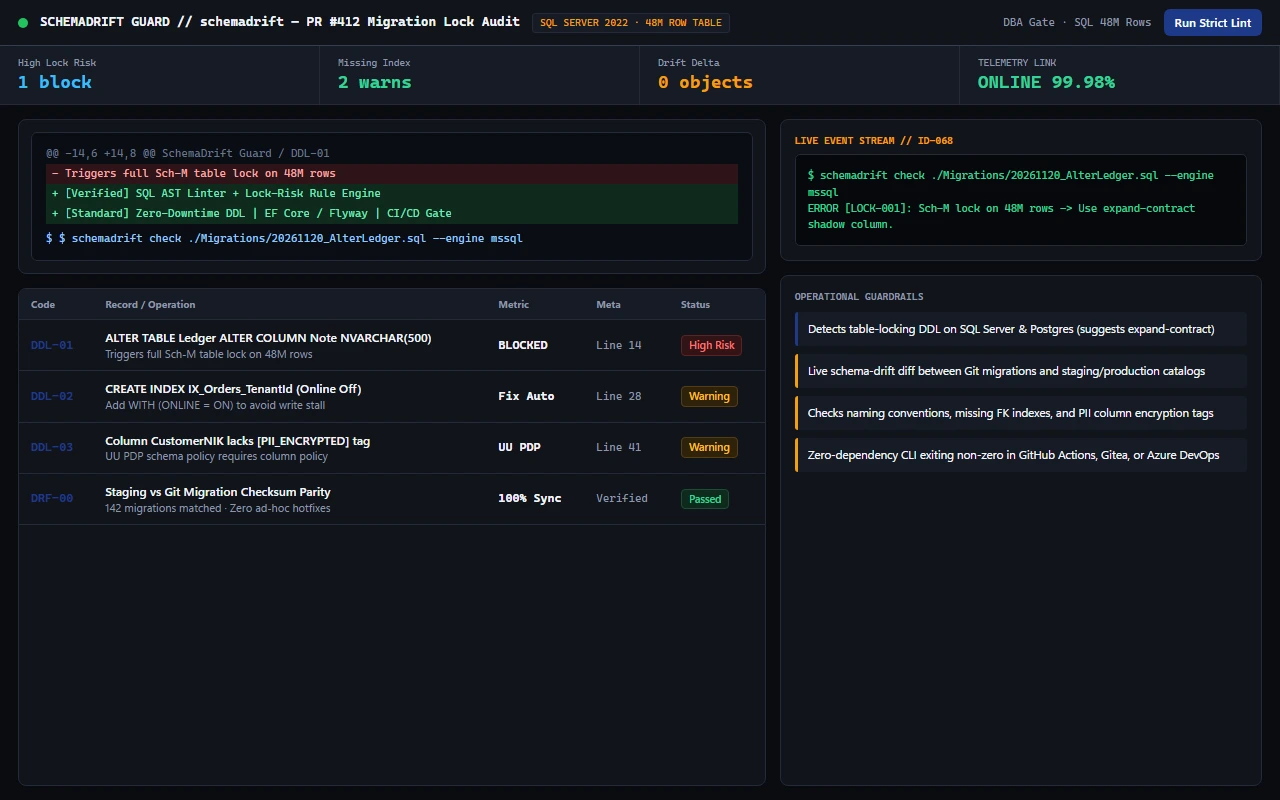 SCHEMADRIFT GUARD // schemadrift — PR #412 Migration Lock Audit
SQL SERVER 2022 · 48M ROW TABLE
DBA Gate · SQL 48M Rows
Run Strict Lint
High Lock Risk
1 block
Missing Index
2 warns
Drift Delta
0 objects
TELEMETRY LINK
ONLINE 99.98%
@@ -14,6 +14,8 @@ SchemaDrift Guard / DDL-01
- Triggers full Sch-M table lock on 48M rows
+ [Verified] SQL AST Linter + Lock-Risk Rule Engine
+ [Standard] Zero-Downtime DDL | EF Core / Flyway | CI/CD Gate
$ $ schemadrift check ./Migrations/20261120_AlterLedger.sql --engine mssql
Code Record / Operation Metric Meta Status
DDL-01 ALTER TABLE Ledger ALTER COLUMN Note NVARCHAR(500) BLOCKED Line 14 High Risk
Triggers full Sch-M table lock on 48M rows
DDL-02 CREATE INDEX IX_Orders_TenantId (Online Off) Fix Auto Line 28 Warning
Add WITH (ONLINE = ON) to avoid write stall
DDL-03 Column CustomerNIK lacks [PII_ENCRYPTED] tag UU PDP Line 41 Warning
UU PDP schema policy requires column policy
DRF-00 Staging vs Git Migration Checksum Parity 100% Sync Verified Passed
142 migrations matched · Zero ad-hoc hotfixes
LIVE EVENT STREAM // ID-068
$ schemadrift check ./Migrations/20261120_AlterLedger.sql --engine
mssql
ERROR [LOCK-001]: Sch-M lock on 48M rows -> Use expand-contract
shadow column.
OPERATIONAL GUARDRAILS
Detects table-locking DDL on SQL Server & Postgres (suggests expand-contract)
Live schema-drift diff between Git migrations and staging/production catalogs
Checks naming conventions, missing FK indexes, and PII column encryption tags
Zero-dependency CLI exiting non-zero in GitHub Actions, Gitea, or Azure DevOps